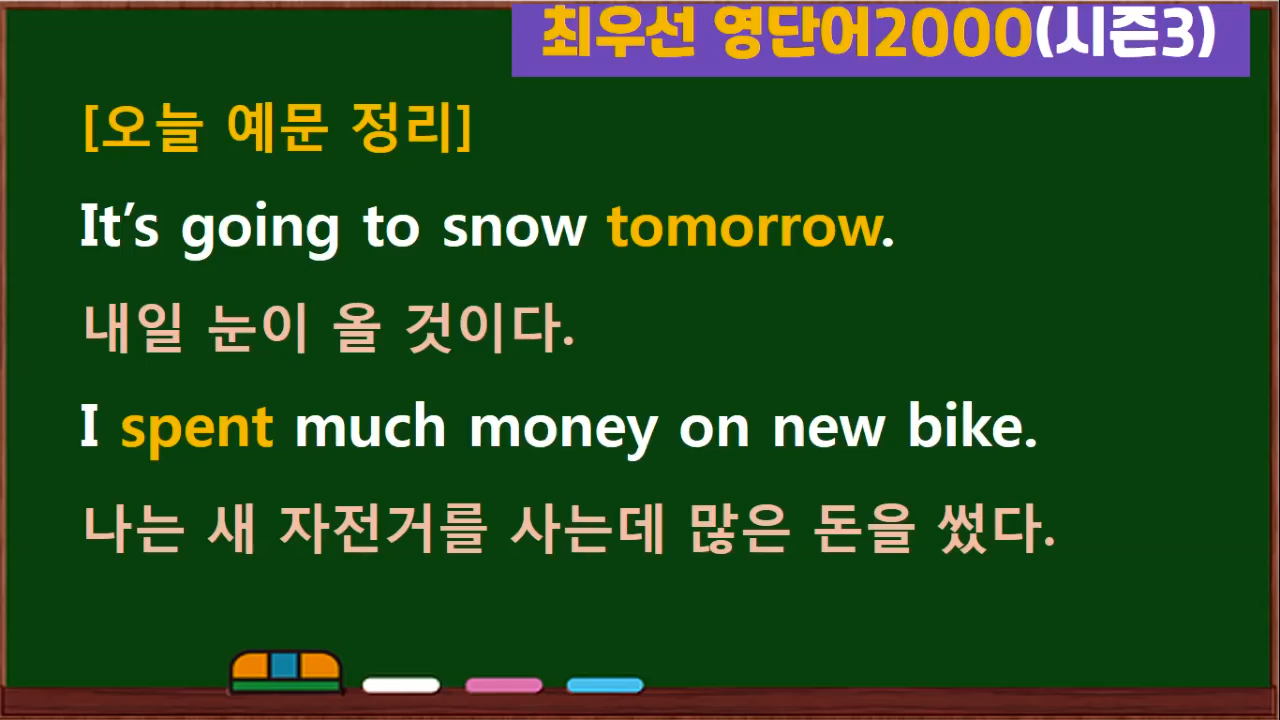 최우선 영단어2000(시즌3)
[오늘 예문 정리]
It’s going to snow tomorrow.
내일 눈이 올 것이다.
I spent much money on new bike.
나는 새 자전거를 사는데 많은 돈을 썼다.